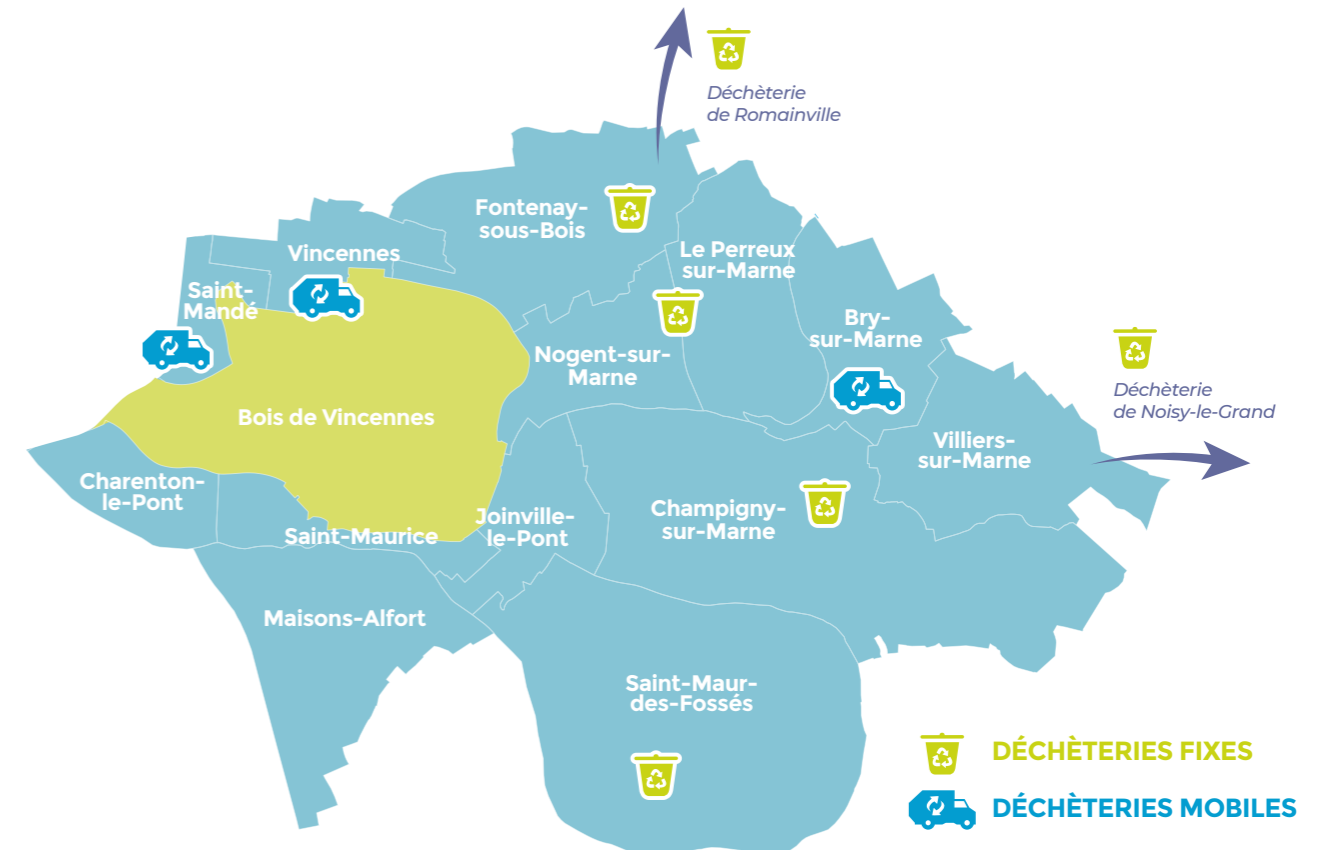 Déchèterie
de Romainville
Fontenay-
sous-Bois
Vincennes
Le Perreux
sur-Marne
Saint-
Mandé
Bry-
sur-Marne
Nogent-sur-
Marne
Déchèterie
de Noisy-le-Grand
Bois de Vincennes
Villiers-
sur-Marne
Charenton-
le-Pont
Champigny-
sur-Marne
Joinville-
le-Pont
Saint-Maurice
Maisons-Alfort
Saint-Maur-
des-Fossés
DÉCHÈTERIES FIXES
DÉCHÈTERIES MOBILES